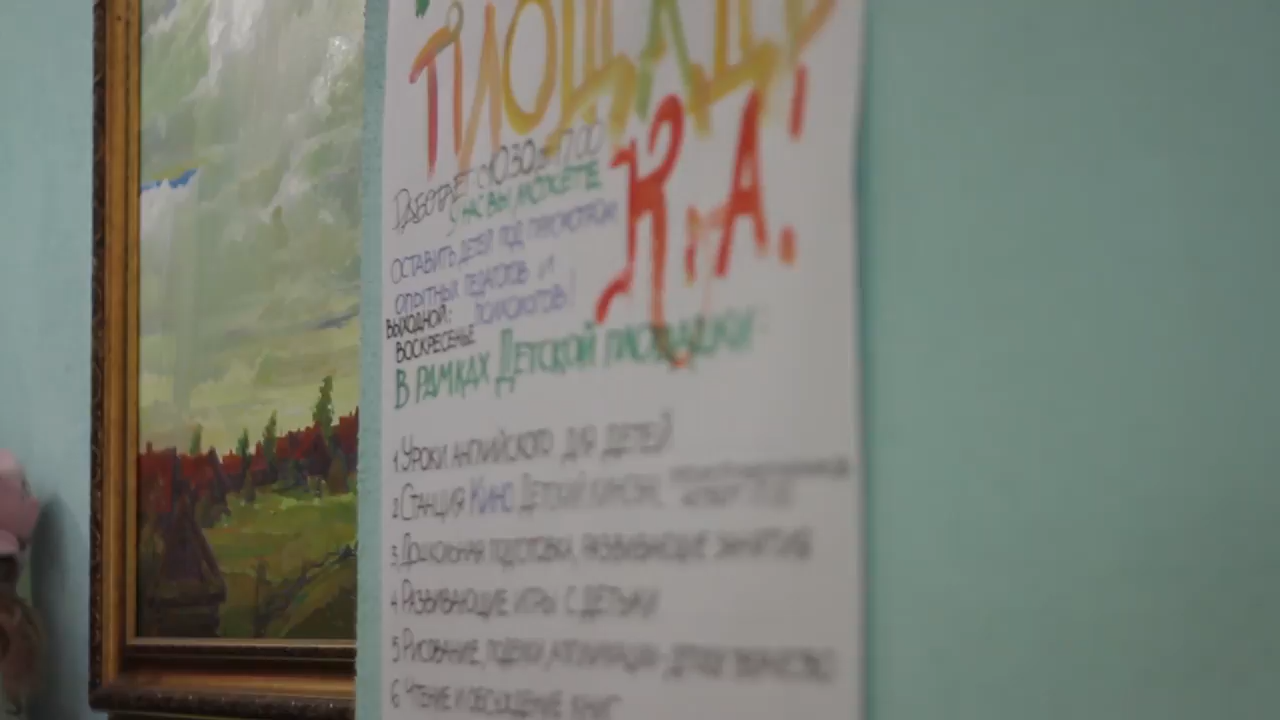 ПЛОЩАДЬ
К.А.
РАБОТАЕТ С 10.30 ДО 17.00
У НАС ВЫ МОЖЕТЕ
ОСТАВИТЬ ДЕТЕЙ ПОД ПРИСМОТРОМ
ОПЫТНЫХ ПЕДАГОГОВ И
ПСИХОЛОГОВ!
ВЫХОДНОЙ:
ВОСКРЕСЕНЬЕ
В РАМКАХ ДЕТСКОЙ ПЛОЩАДКИ:
1 УРОКИ АНГЛИЙСКОГО ДЛЯ ДЕТЕЙ
2 СТАНЦИЯ КИНО ДЕТСКИЙ
3 ДОШКОЛЬНАЯ ПОДГОТОВКА, РАЗВИВАЮЩИЕ ЗАНЯТИЯ
4 РАЗВИВАЮЩИЕ ИГРЫ С ДЕТЬМИ
5 РИСОВАНИЕ, ПОДЕЛКИ, АППЛИКАЦИИ - ДЕТСКОЕ ТВОРЧЕСТВО
6 ЧТЕНИЕ И ОБСУЖДЕНИЕ КНИГ